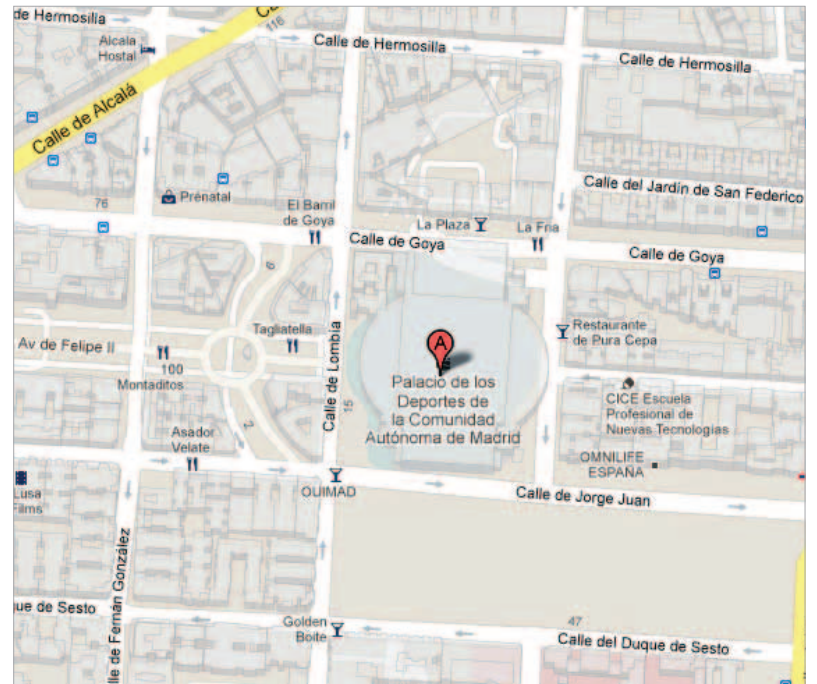 de Hermosilla
Ca
116
Alcala
Hostal
Calle de Hermosilla
Calle de Hermosilla
Calle de Alcalá
76
Prénatal
El Barril
de Goya
La Plaza
La Fria
Calle del Jardín de San Federico
Calle de Goya
Calle de Goya
9
Av de Felipe II
Tagliatella
100
Montaditos
Calle de Lombía
15
A
Palacio de los
Deportes de
la Comunidad
Autónoma de Madrid
Restaurante
de Pura Cepa
CICE Escuela
Profesional de
Nuevas Tecnologías
2
Asador
Velate
OMNILIFE
ESPAÑA
Lusa
Films
OUIMAD
Calle de Jorge Juan
lle de Fernán González
ue de Sesto
Golden
Boite
47
Calle del Duque de Sesto